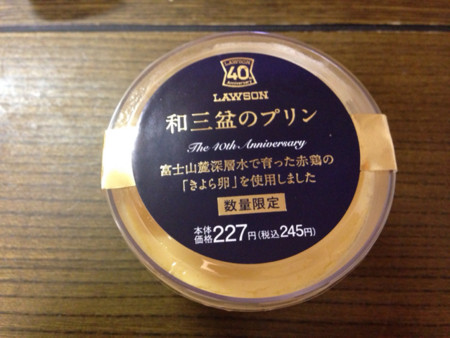 LAWSON
40
ANNIVERSARY
LAWSON
和三盆のプリン
The 40th Anniversary
富士山麓深層水で育った赤鶏の
「きよら卵」を使用しました
数量限定
本体価格227円(税込245円)